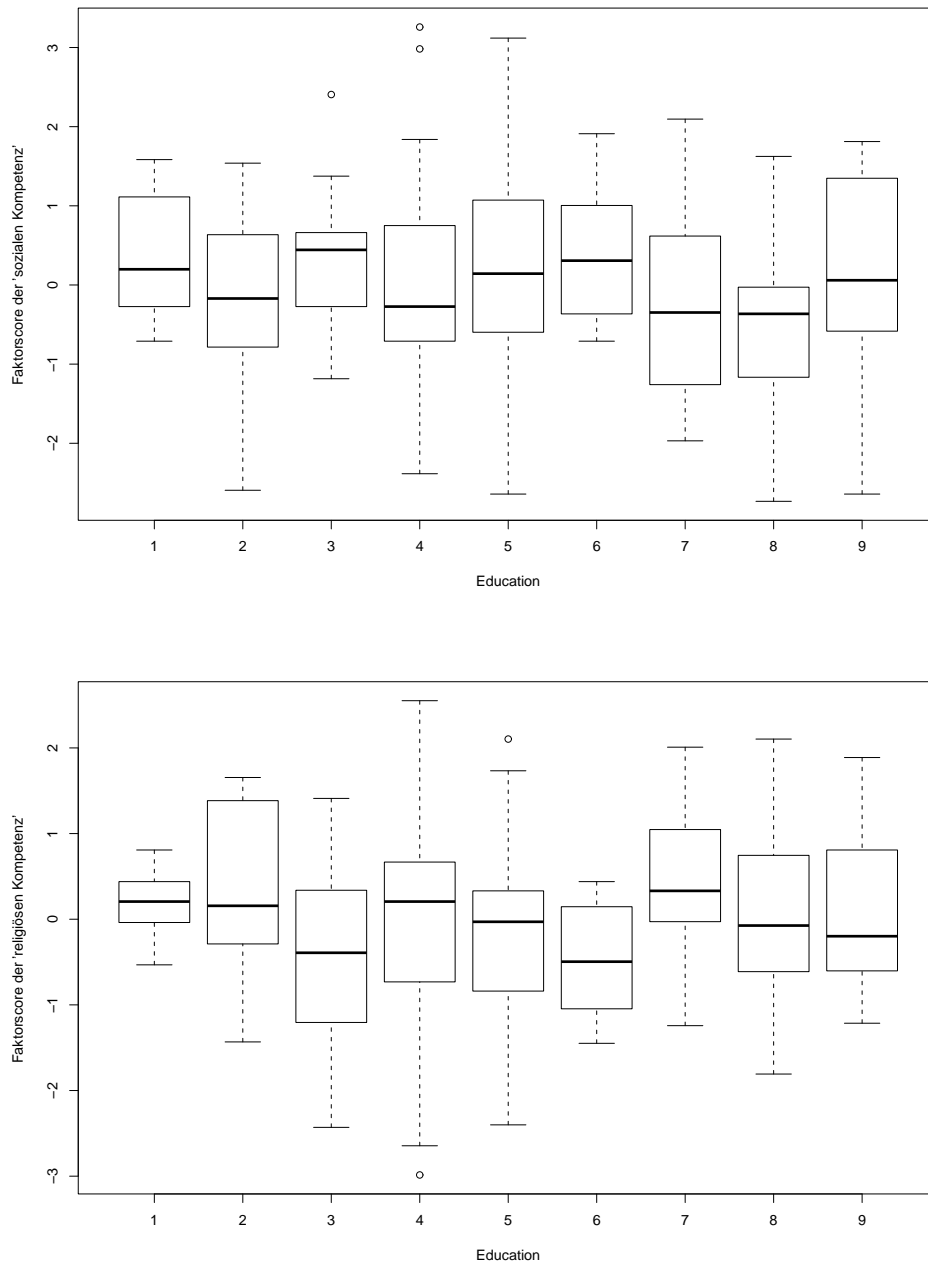 Faktorscore der 'sozialen Kompetenz'
3
2
1
0
−1
−2
1 2 3 4 5 6 7 8 9
Education
Faktorscore der 'religiösen Kompetenz'
2
1
0
−1
−2
−3
1 2 3 4 5 6 7 8 9
Education